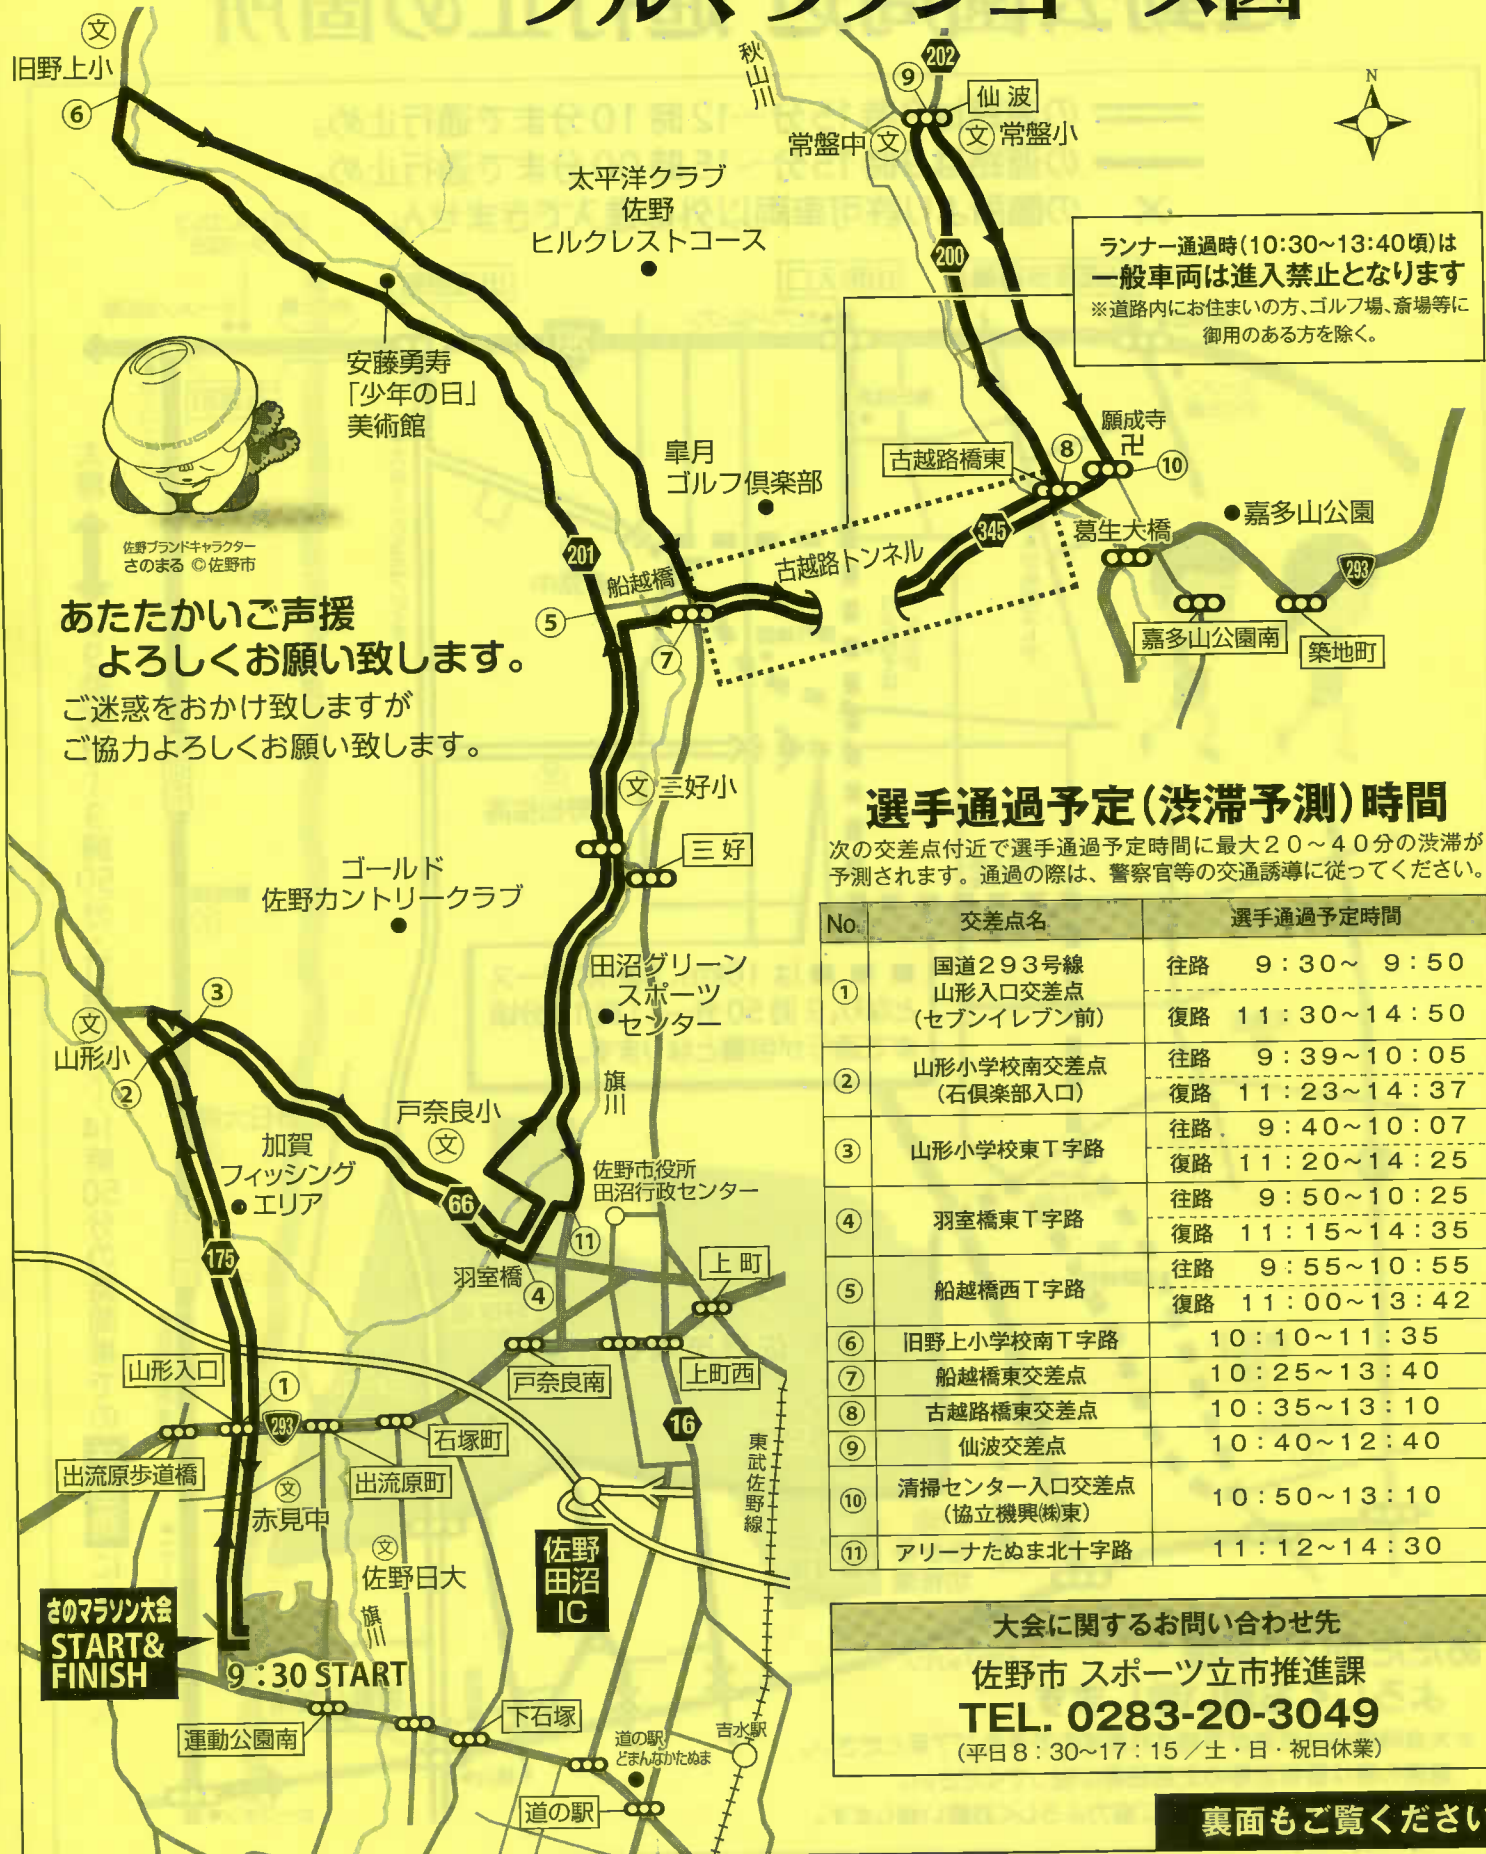 フルマラソンコース図
文
旧野上小
⑥
秋山川
202
⑨
仙波
常盤中 文
文 常盤小
N
太平洋クラブ
佐野
ヒルクレストコース
200
ランナー通過時(10:30~13:40頃)は
一般車両は進入禁止となります
※道路内にお住まいの方、ゴルフ場、斎場等に
御用のある方を除く。
安藤勇寿
「少年の日」
美術館
願成寺
卍
古越路橋東
⑧
⑩
皐月
ゴルフ倶楽部
345
葛生大橋
嘉多山公園
293
嘉多山公園南
築地町
佐野ブランドキャラクター
さのまる ©佐野市
201
船越橋
古越路トンネル
⑤
⑦
あたたかいご声援
よろしくお願い致します。
ご迷惑をおかけ致しますが
ご協力よろしくお願い致します。
文 三好小
三好
ゴールド
佐野カントリークラブ
田沼グリーン
スポーツ
センター
③
文
山形小
②
旗川
戸奈良小
文
加賀
フィッシング
エリア
66
佐野市役所
田沼行政センター
⑪
175
羽室橋
④
上町
山形入口
①
戸奈良南
上町西
293
石塚町
16
出流原歩道橋
出流原町
東武佐野線
文
赤見中
文
佐野日大
佐野
田沼
IC
旗川
さのマラソン大会
START&
FINISH
9:30 START
運動公園南
下石塚
道の駅
どまんなかたぬま
吉水駅
道の駅
選手通過予定(渋滞予測)時間
次の交差点付近で選手通過予定時間に最大20~40分の渋滞が
予測されます。通過の際は、警察官等の交通誘導に従ってください。
No. 交差点名 選手通過予定時間
① 国道293号線 山形入口交差点 (セブンイレブン前) 往路 9:30~ 9:50
復路 11:30~14:50
② 山形小学校南交差点 (石倶楽部入口) 往路 9:39~10:05
復路 11:23~14:37
③ 山形小学校東T字路 往路 9:40~10:07
復路 11:20~14:25
④ 羽室橋東T字路 往路 9:50~10:25
復路 11:15~14:35
⑤ 船越橋西T字路 往路 9:55~10:55
復路 11:00~13:42
⑥ 旧野上小学校南T字路 10:10~11:35
⑦ 船越橋東交差点 10:25~13:40
⑧ 古越路橋東交差点 10:35~13:10
⑨ 仙波交差点 10:40~12:40
⑩ 清掃センター入口交差点 (協立機興㈱東) 10:50~13:10
⑪ アリーナたぬま北十字路 11:12~14:30
大会に関するお問い合わせ先
佐野市 スポーツ立市推進課
TEL. 0283-20-3049
(平日8:30~17:15/土・日・祝日休業)
裏面もご覧ください